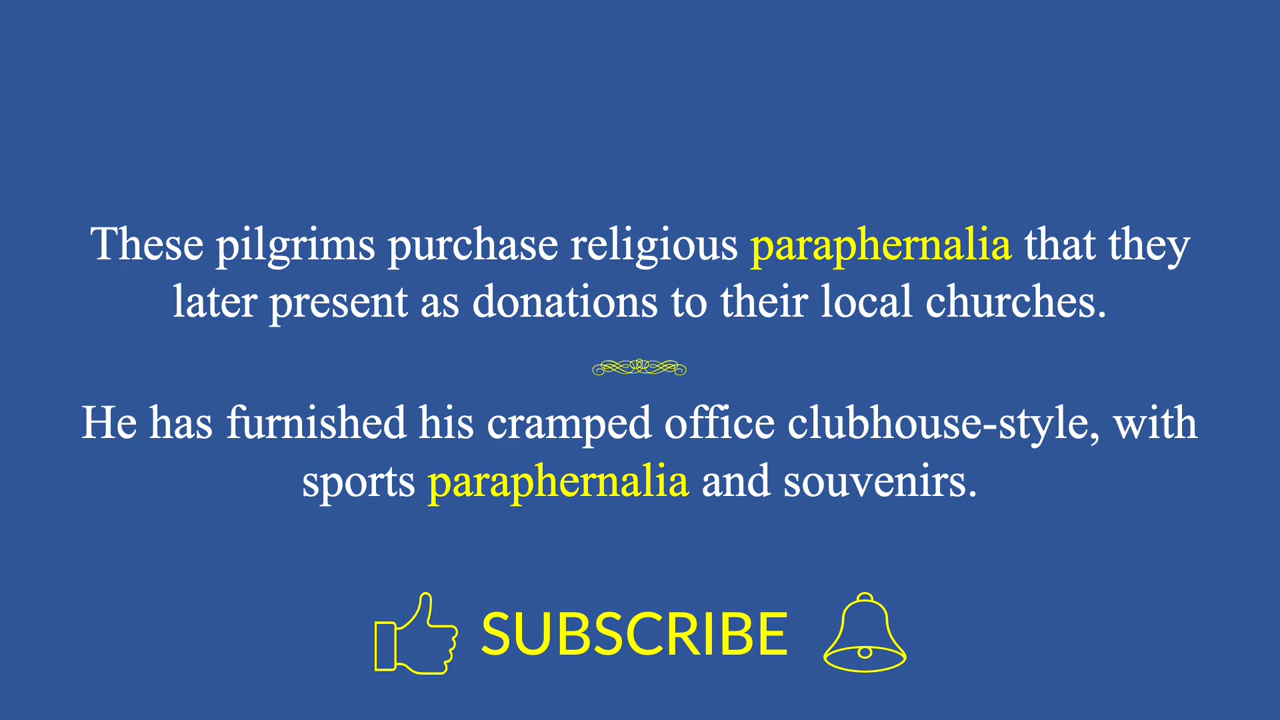 These pilgrims purchase religious paraphernalia that they
later present as donations to their local churches.
He has furnished his cramped office clubhouse-style, with
sports paraphernalia and souvenirs.
SUBSCRIBE